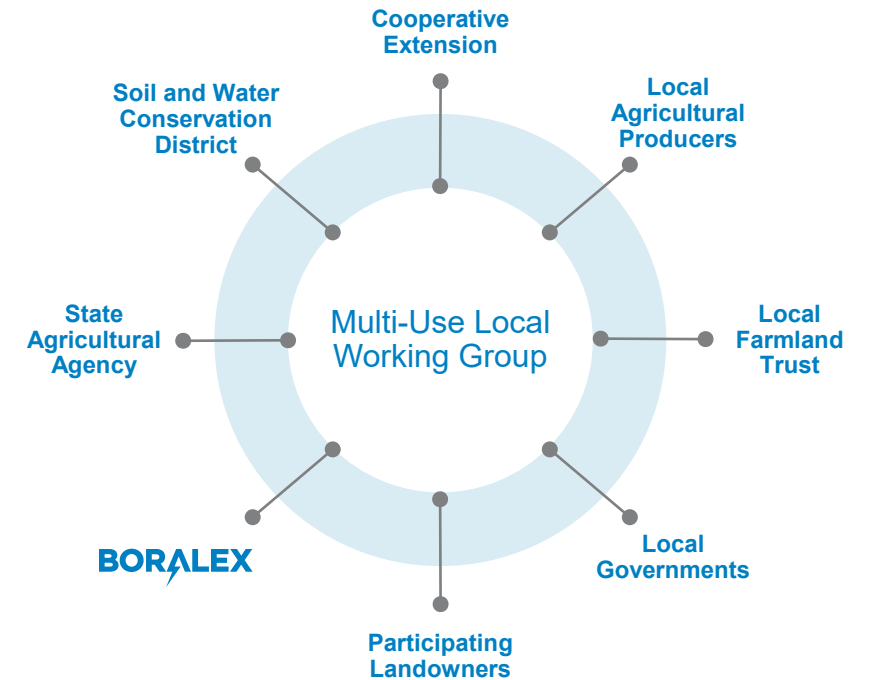 Cooperative
Extension
Local
Agricultural
Producers
Local
Farmland
Trust
Local
Governments
Participating
Landowners
BORALEX
State
Agricultural
Agency
Soil and Water
Conservation
District
Multi-Use Local
Working Group